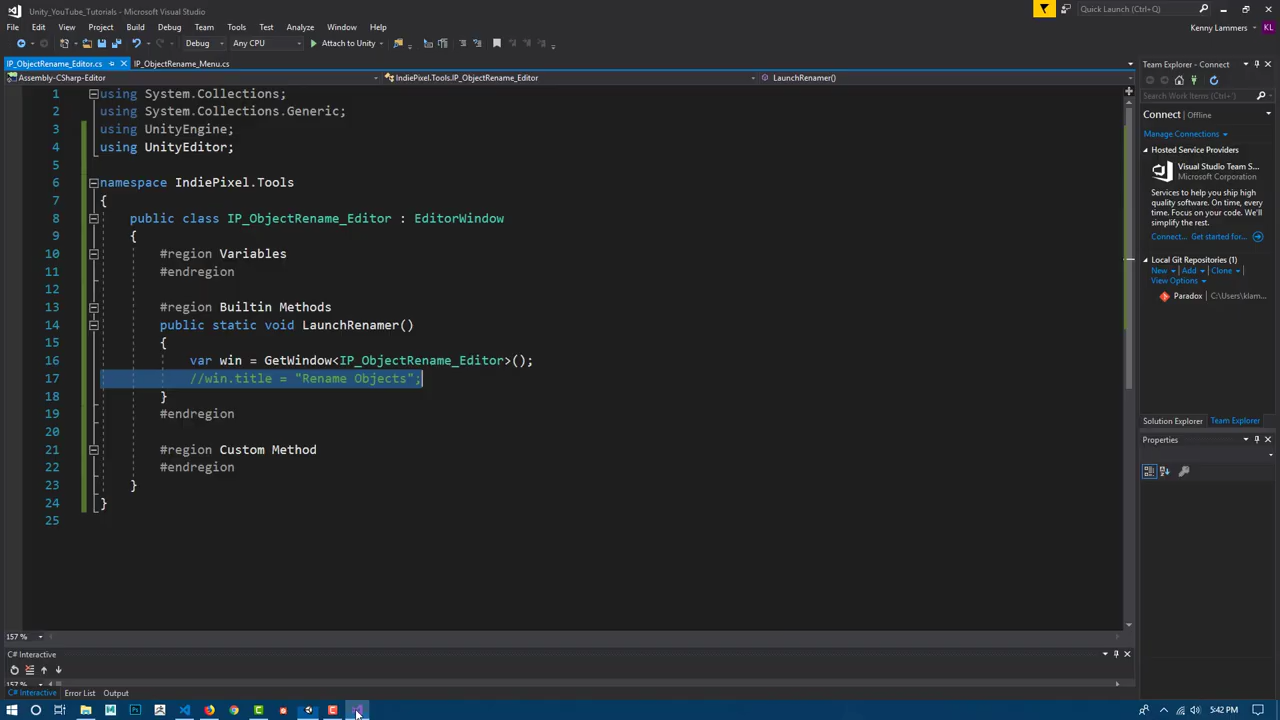 Unity_YouTube_Tutorials - Microsoft Visual Studio
Quick Launch (Ctrl+')
File Edit View Project Build Debug Team Tools Test Analyze Window Help
Kenny Lammers KL
Debug Any CPU Attach to Unity
IP_ObjectRename_Editor.cs IP_ObjectRename_Menu.cs
Assembly-CSharp-Editor IndiePixel.Tools.IP_ObjectRename_Editor LaunchRenamer()
1 using System.Collections;
2 using System.Collections.Generic;
3 using UnityEngine;
4 using UnityEditor;
5
6 namespace IndiePixel.Tools
7 {
8 public class IP_ObjectRename_Editor : EditorWindow
9 {
10 #region Variables
11 #endregion
12
13 #region Builtin Methods
14 public static void LaunchRenamer()
15 {
16 var win = GetWindow<IP_ObjectRename_Editor>();
17 //win.title = "Rename Objects";
18 }
19 #endregion
20
21 #region Custom Method
22 #endregion
23 }
24 }
25
157 %
C# Interactive
157 %
C# Interactive Error List Output
Team Explorer - Connect
Search Work Items (Ctrl+')
Connect | Offline
Manage Connections
Hosted Service Providers
Visual Studio Team S...
Microsoft Corporation
Services to help you ship high
quality software. On time, every
time. Focus on your code. We'll
simplify the rest.
Connect... Get started for...
Local Git Repositories (1)
New Add Clone
View Options
Paradox C:\Users\klam...
Solution Explorer Team Explorer
Properties
5:42 PM